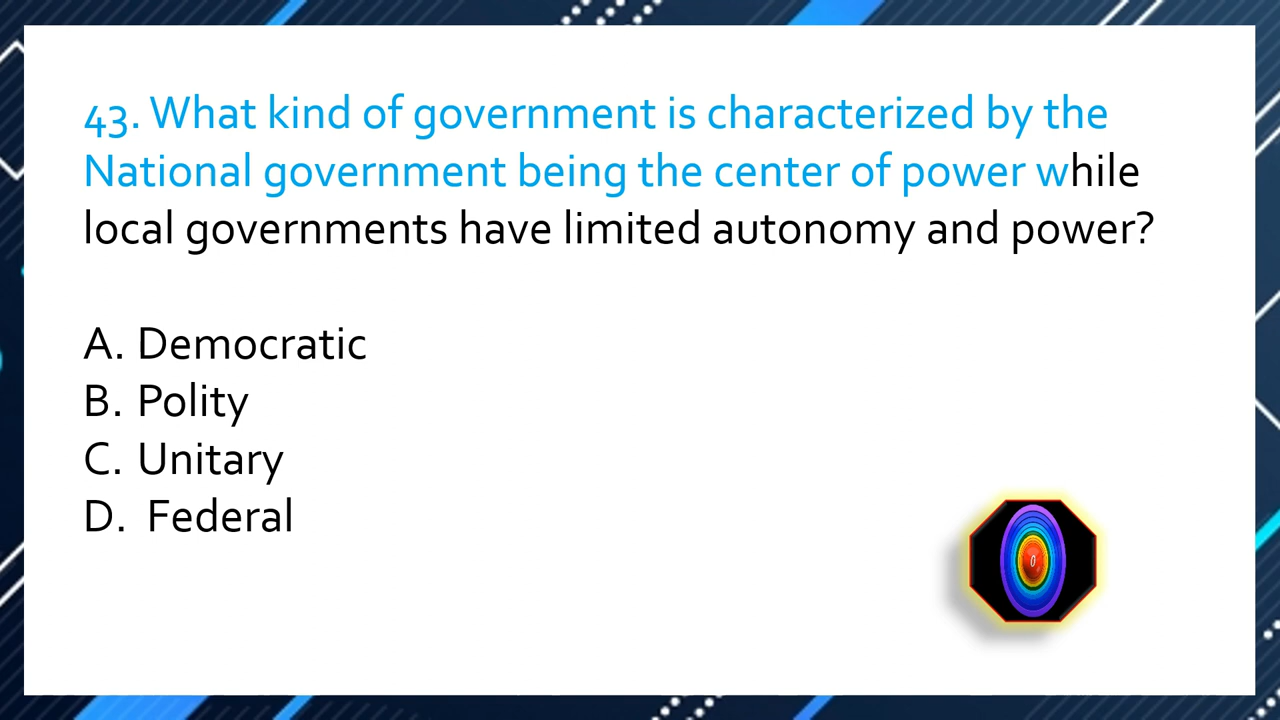 43. What kind of government is characterized by the
National government being the center of power while
local governments have limited autonomy and power?
A. Democratic
B. Polity
C. Unitary
D. Federal
0